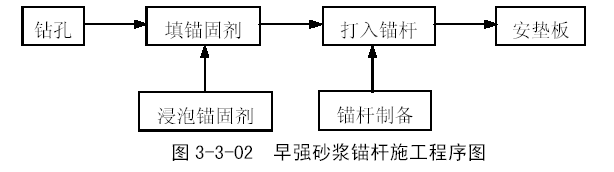 钻孔 填锚固剂 打入锚杆 安垫板
浸泡锚固剂 锚杆制备
图 3-3-02 早强砂浆锚杆施工程序图